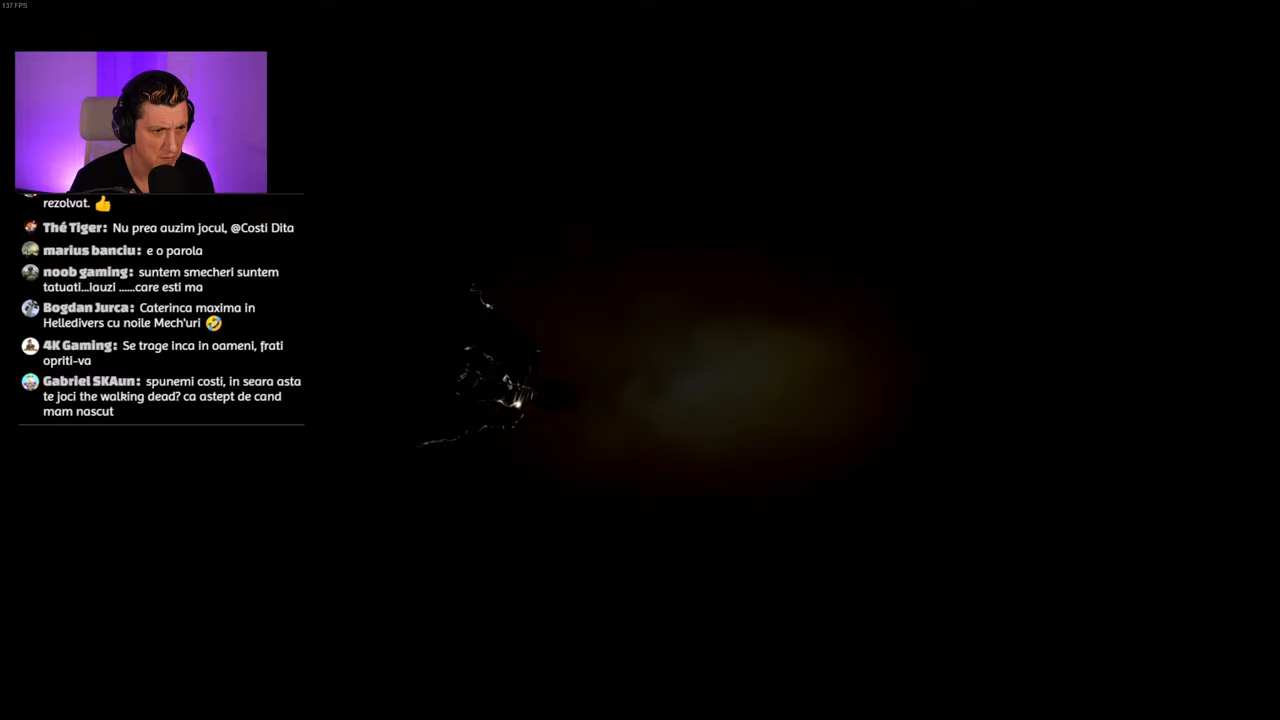 137 FPS
rezolvat. 👍
Thé Tiger: Nu prea auzim jocul, @Costi Dita
marius banciu: e o parola
noob gaming: suntem smecheri suntem
tatuati...iauzi ......care esti ma
Bogdan Jurca: Caterinca maxima in
Helledivers cu noile Mech'uri 🤣
4K Gaming: Se trage inca in oameni, frati
opriti-va
Gabriel SKAun: spunemi costi, in seara asta
te joci the walking dead? ca astept de cand
mam nascut